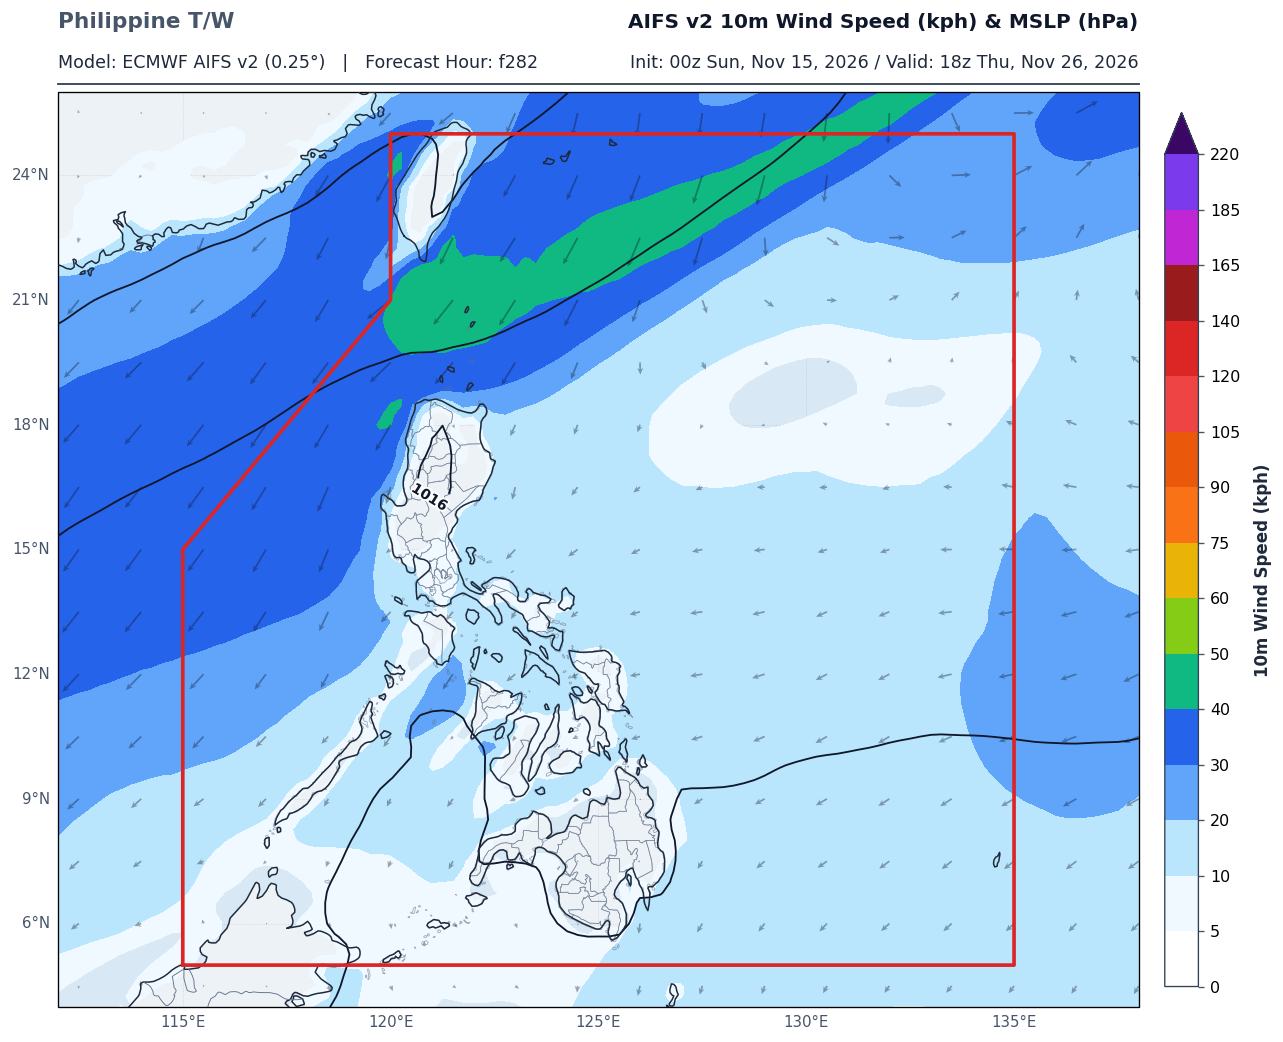 Philippine T/W
AIFS v2 10m Wind Speed (kph) & MSLP (hPa)
Model: ECMWF AIFS v2 (0.25°) | Forecast Hour: f282
Init: 00z Sun, Nov 15, 2026 / Valid: 18z Thu, Nov 26, 2026
24°N
21°N
18°N
15°N
12°N
9°N
6°N
1016
115°E
120°E
125°E
130°E
135°E
220
185
165
140
120
105
90
75
60
50
40
30
20
10
5
0
10m Wind Speed (kph)